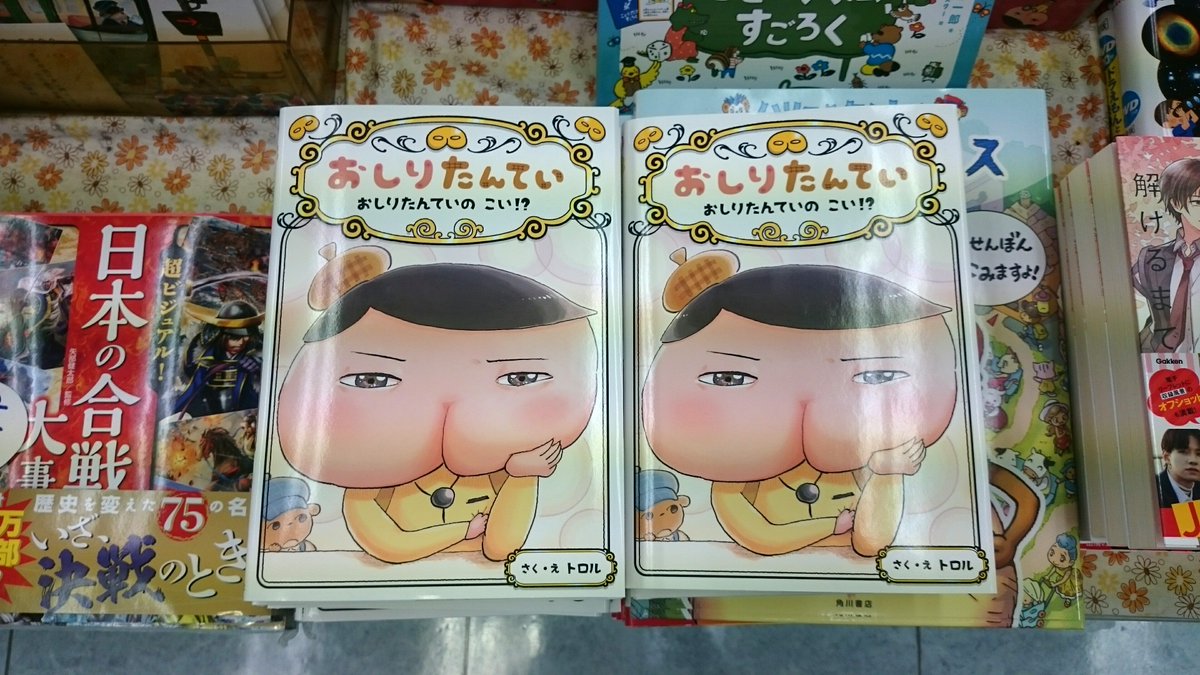 すごろく
おしりたんてい
おしりたんていの こい!?
さく・え トロル
おしりたんてい
おしりたんていの こい!?
さく・え トロル
日本の合戦
大事
超ビジュアル!
歴史を変えた75の名
いざ、
決戦のとき
万部
ス
せんぼん
こみますよ!
角川書店
解けるまで
Gakken
オフショット